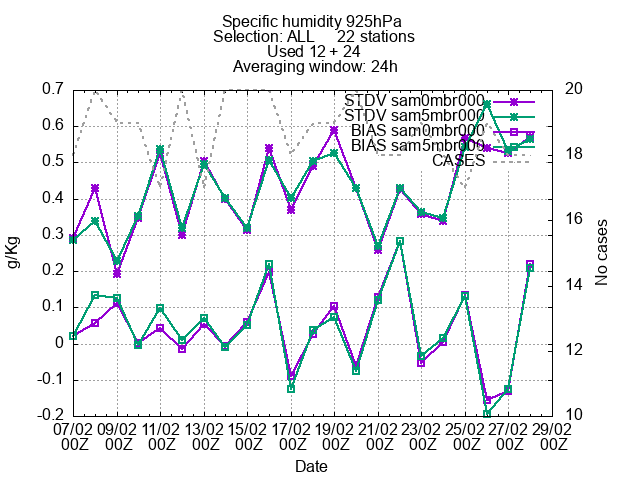 Specific humidity 925hPa
Selection: ALL 22 stations
Used 12 + 24
Averaging window: 24h
STDV sam0mbr000
STDV sam5mbr000
BIAS sam0mbr000
BIAS sam5mbr000
CASES
0.7
0.6
0.5
0.4
0.3
0.2
0.1
0
-0.1
-0.2
g/Kg
20
18
16
14
12
10
No cases
07/02 09/02 11/02 13/02 15/02 17/02 19/02 21/02 23/02 25/02 27/02 29/02
00Z 00Z 00Z 00Z 00Z 00Z 00Z 00Z 00Z 00Z 00Z 00Z
Date